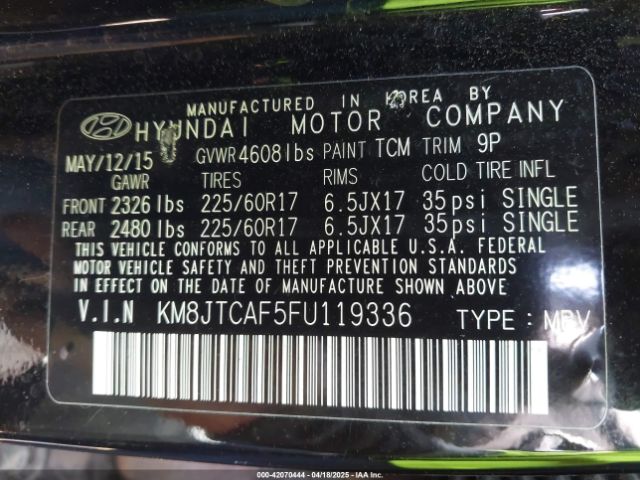 MANUFACTURED IN KOREA BY
HYUNDAI MOTOR COMPANY
MAY/12/15 GVWR 4608lbs PAINT TCM TRIM 9P
GAWR TIRES RIMS COLD TIRE INFL
FRONT 2326 lbs 225/60R17 6.5JX17 35psi SINGLE
REAR 2480 lbs 225/60R17 6.5JX17 35psi SINGLE
THIS VEHICLE CONFORMS TO ALL APPLICABLE U.S.A. FEDERAL
MOTOR VEHICLE SAFETY AND THEFT PREVENTION STANDARDS
IN EFFECT ON THE DATE OF MANUFACTURE SHOWN ABOVE.
V.I.N KM8JTCAF5FU119336 TYPE : MPV
000-42070444 - 04/18/2025 - IAA INC.